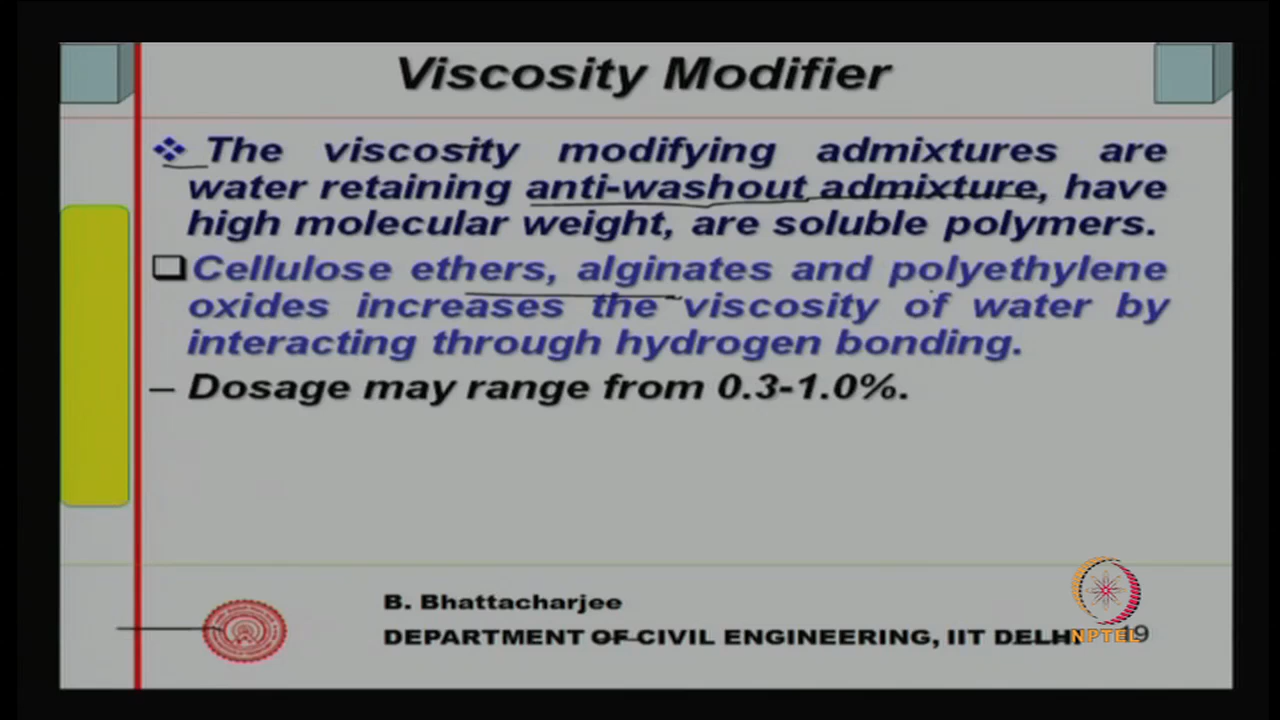 Viscosity Modifier
The viscosity modifying admixtures are
water retaining anti-washout admixture, have
high molecular weight, are soluble polymers.
Cellulose ethers, alginates and polyethylene
oxides increases the viscosity of water by
interacting through hydrogen bonding.
– Dosage may range from 0.3-1.0%.
B. Bhattacharjee
DEPARTMENT OF CIVIL ENGINEERING, IIT DELHI
NPTEL
19